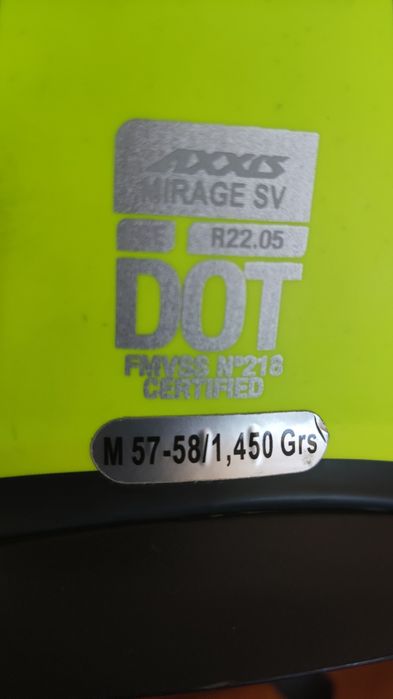 AXXIS
MIRAGE SV
R22.05
DOT
FMVSS Nº218
CERTIFIED
M 57-58/1,450 Grs